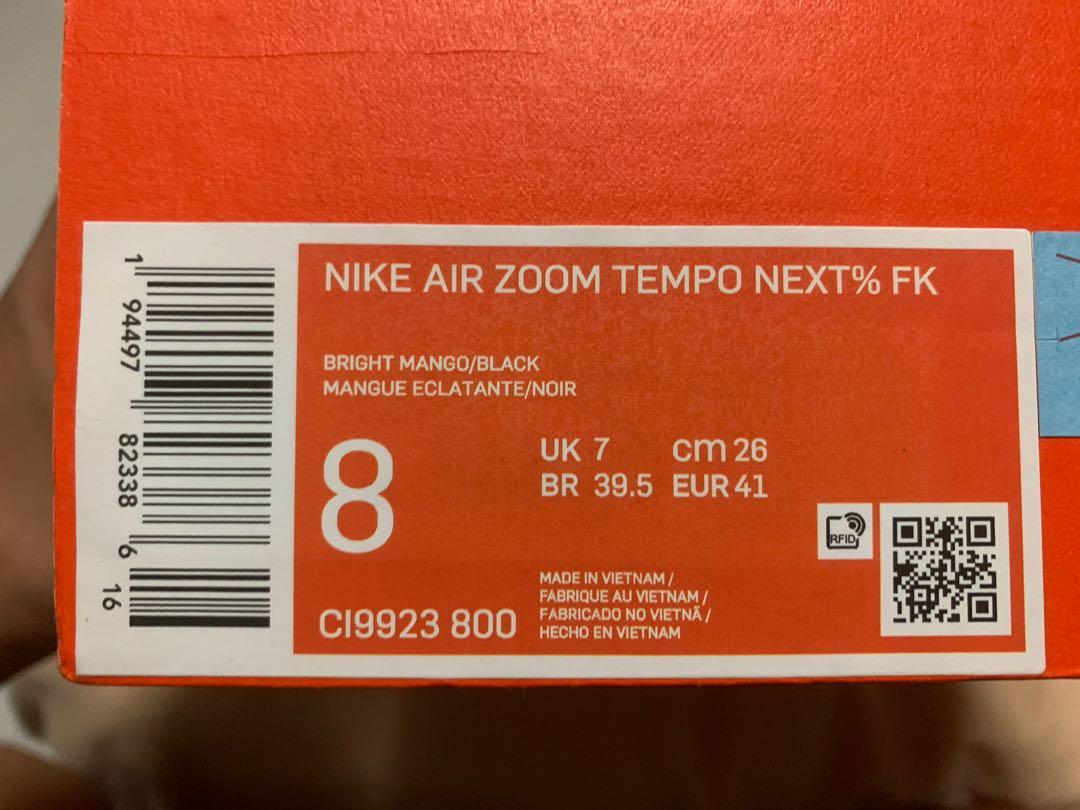 NIKE AIR ZOOM TEMPO NEXT% FK
BRIGHT MANGO/BLACK
MANGUE ECLATANTE/NOIR
8
UK 7 cm 26
BR 39.5 EUR 41
RFID
MADE IN VIETNAM /
FABRIQUE AU VIETNAM /
FABRICADO NO VIETNÃ /
HECHO EN VIETNAM
CI9923 800
1 94497 82338 6 16